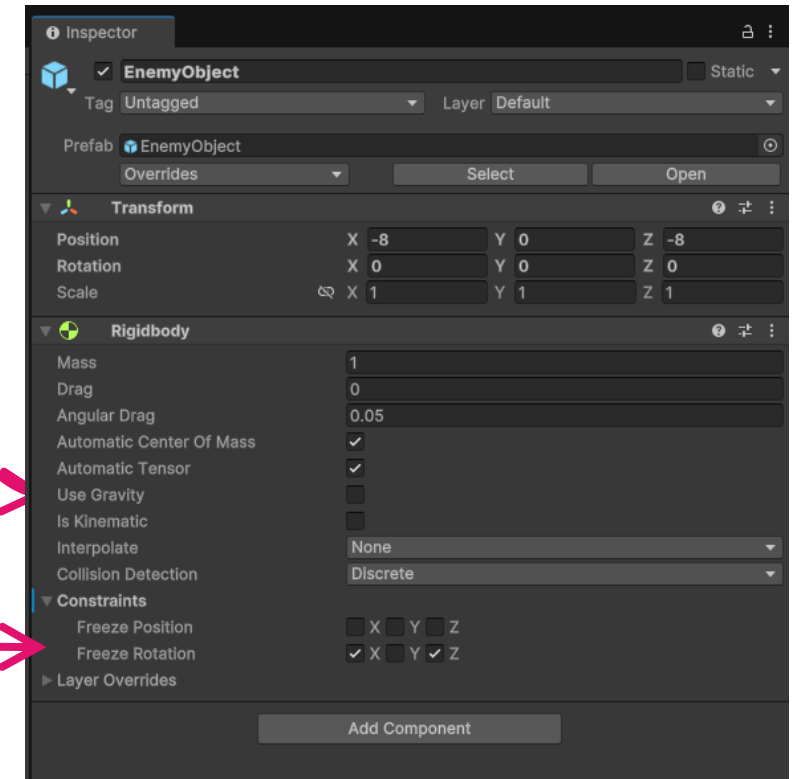 Inspector
EnemyObject Static
Tag Untagged Layer Default
Prefab EnemyObject
Overrides Select Open
Transform
Position X -8 Y 0 Z -8
Rotation X 0 Y 0 Z 0
Scale X 1 Y 1 Z 1
Rigidbody
Mass 1
Drag 0
Angular Drag 0.05
Automatic Center Of Mass
Automatic Tensor
Use Gravity
Is Kinematic
Interpolate None
Collision Detection Discrete
Constraints
Freeze Position X Y Z
Freeze Rotation X Y Z
Layer Overrides
Add Component